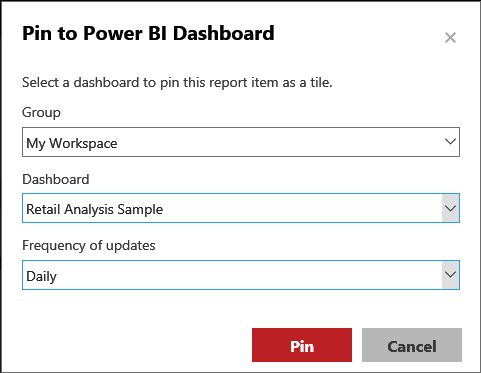 Pin to Power BI Dashboard
Select a dashboard to pin this report item as a tile.
Group
My Workspace
Dashboard
Retail Analysis Sample
Frequency of updates
Daily
Pin Cancel